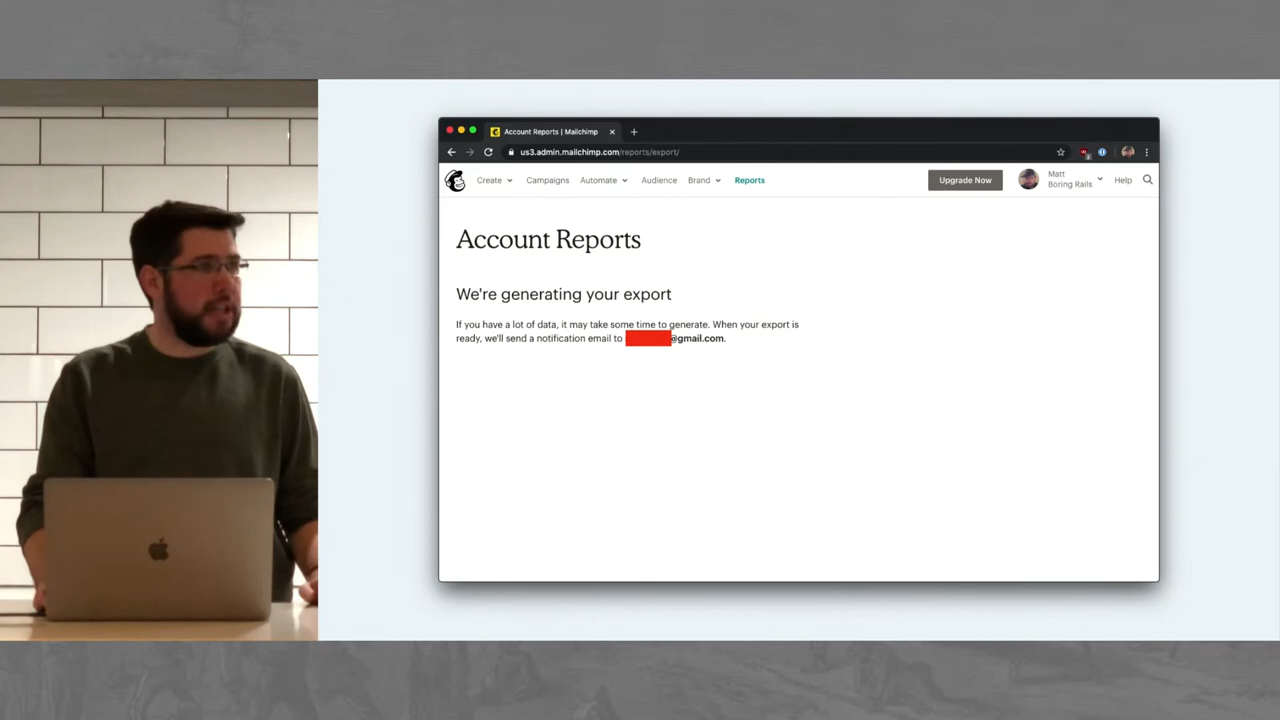 Account Reports | Mailchimp
us3.admin.mailchimp.com/reports/export/
Create Campaigns Automate Audience Brand Reports
Upgrade Now
Matt
Boring Rails
Help
Account Reports
We're generating your export
If you have a lot of data, it may take some time to generate. When your export is
ready, we'll send a notification email to @gmail.com.